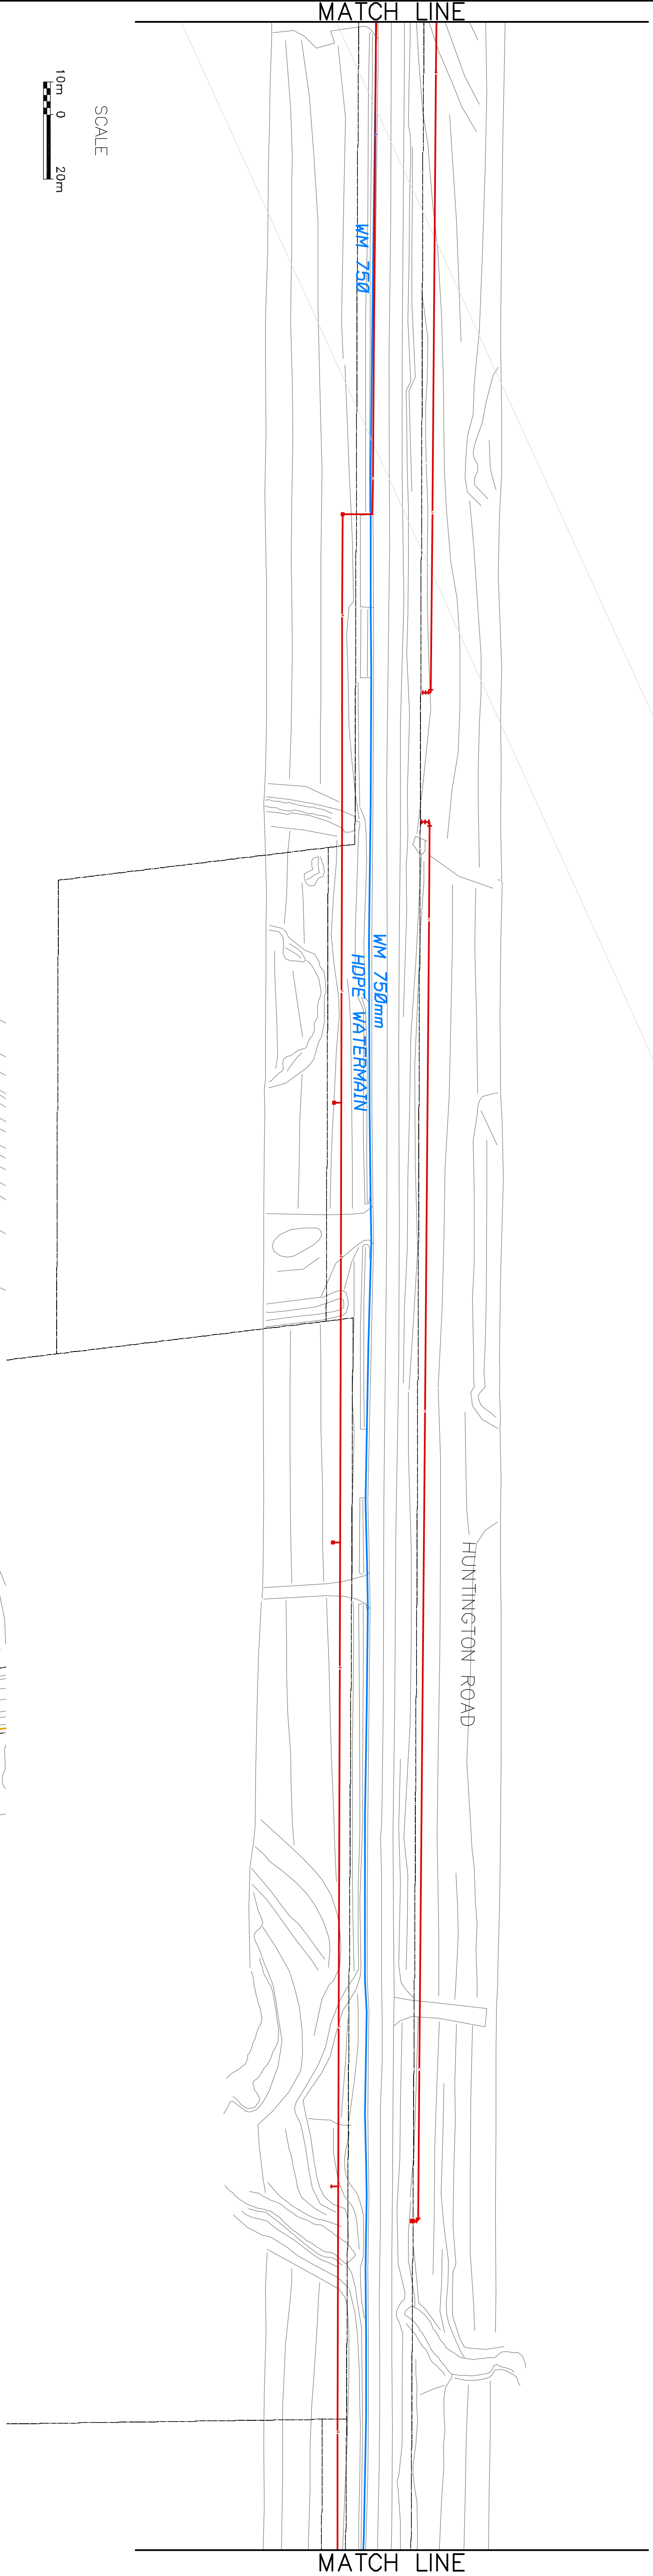 MATCH LINE
SCALE
10m 0 20m
WM 750
WM 750mm
HDPE WATERMAIN
HUNTINGTON ROAD
MATCH LINE